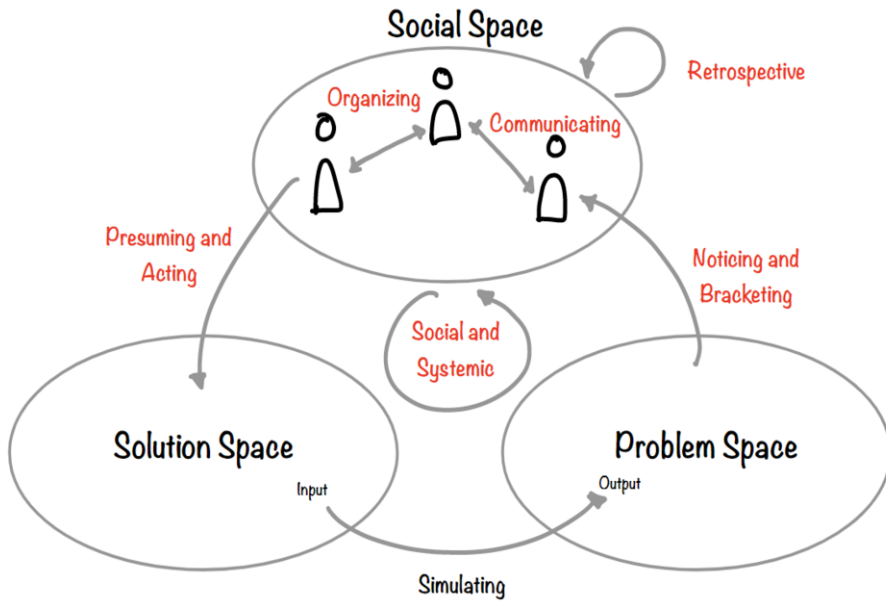 Social Space
Retrospective
Organizing
Communicating
Presuming and
Acting
Noticing and
Bracketing
Social and
Systemic
Solution Space
Problem Space
Input
Output
Simulating